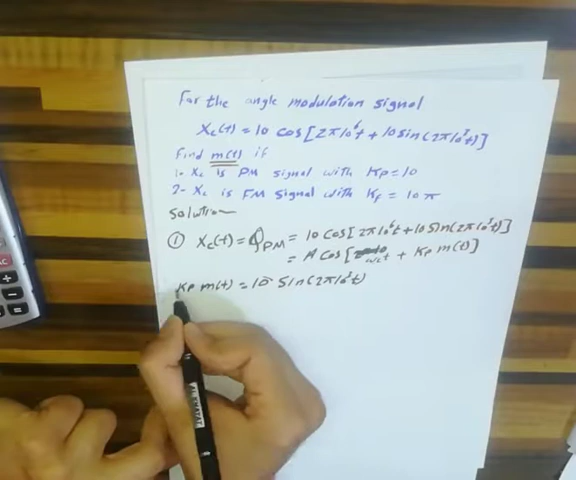 For the angle modulation signal
Xc(t) = 10 cos[2π10⁶t + 10 sin(2π10³t)]
Find m(t) if
1- Xc is PM signal with Kp = 10
2- Xc is FM signal with Kf = 10π
Solution
① Xc(t) = φPM = 10 cos[2π10⁶t + 10 sin(2π10³t)]
= A cos[ωct + Kp m(t)]
Kp m(t) = 10 sin(2π10³t)